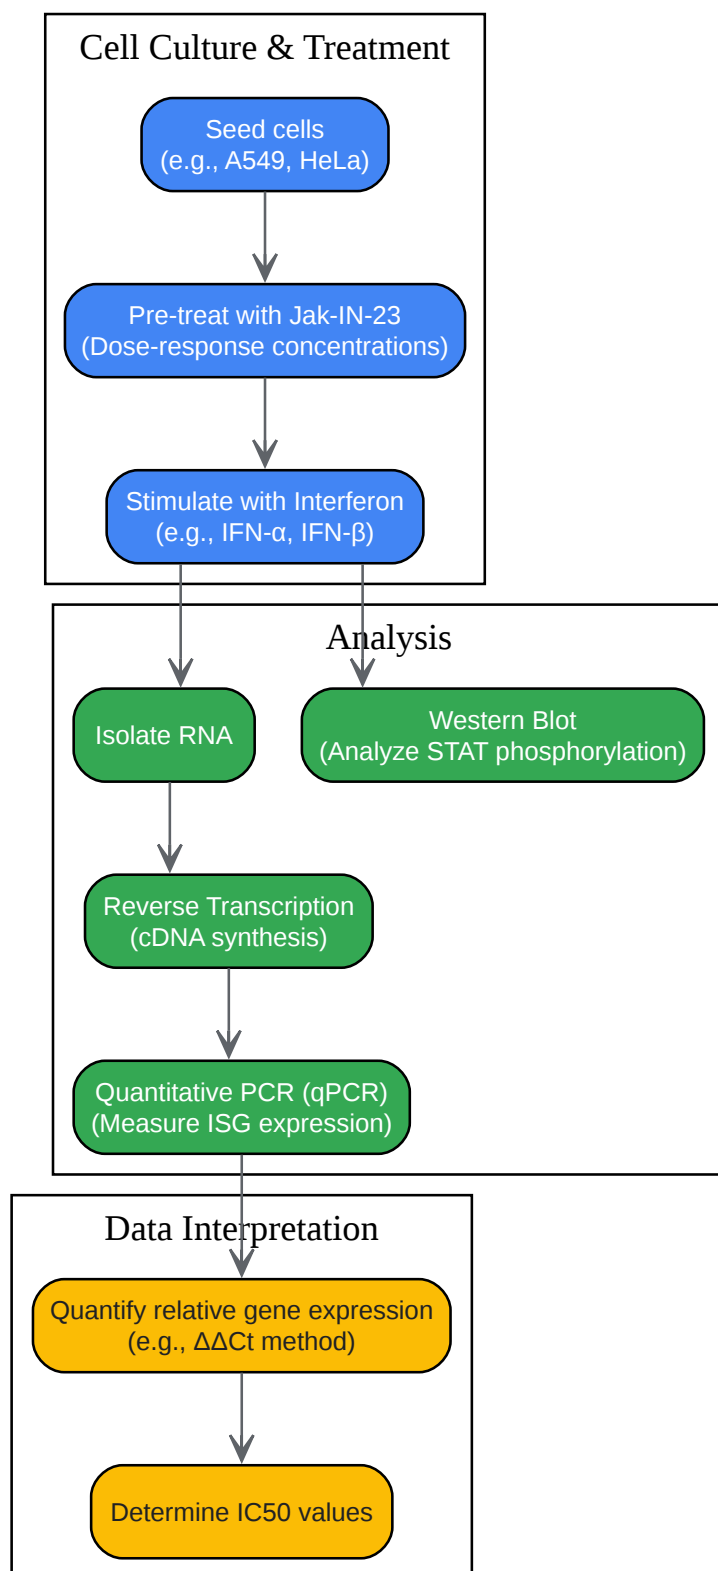 Cell Culture & Treatment
Seed cells
(e.g., A549, HeLa)
Pre-treat with Jak-IN-23
(Dose-response concentrations)
Stimulate with Interferon
(e.g., IFN-α, IFN-β)
Analysis
Isolate RNA
Western Blot
(Analyze STAT phosphorylation)
Reverse Transcription
(cDNA synthesis)
Quantitative PCR (qPCR)
(Measure ISG expression)
Data Interpretation
Quantify relative gene expression
(e.g., ΔΔCt method)
Determine IC50 values